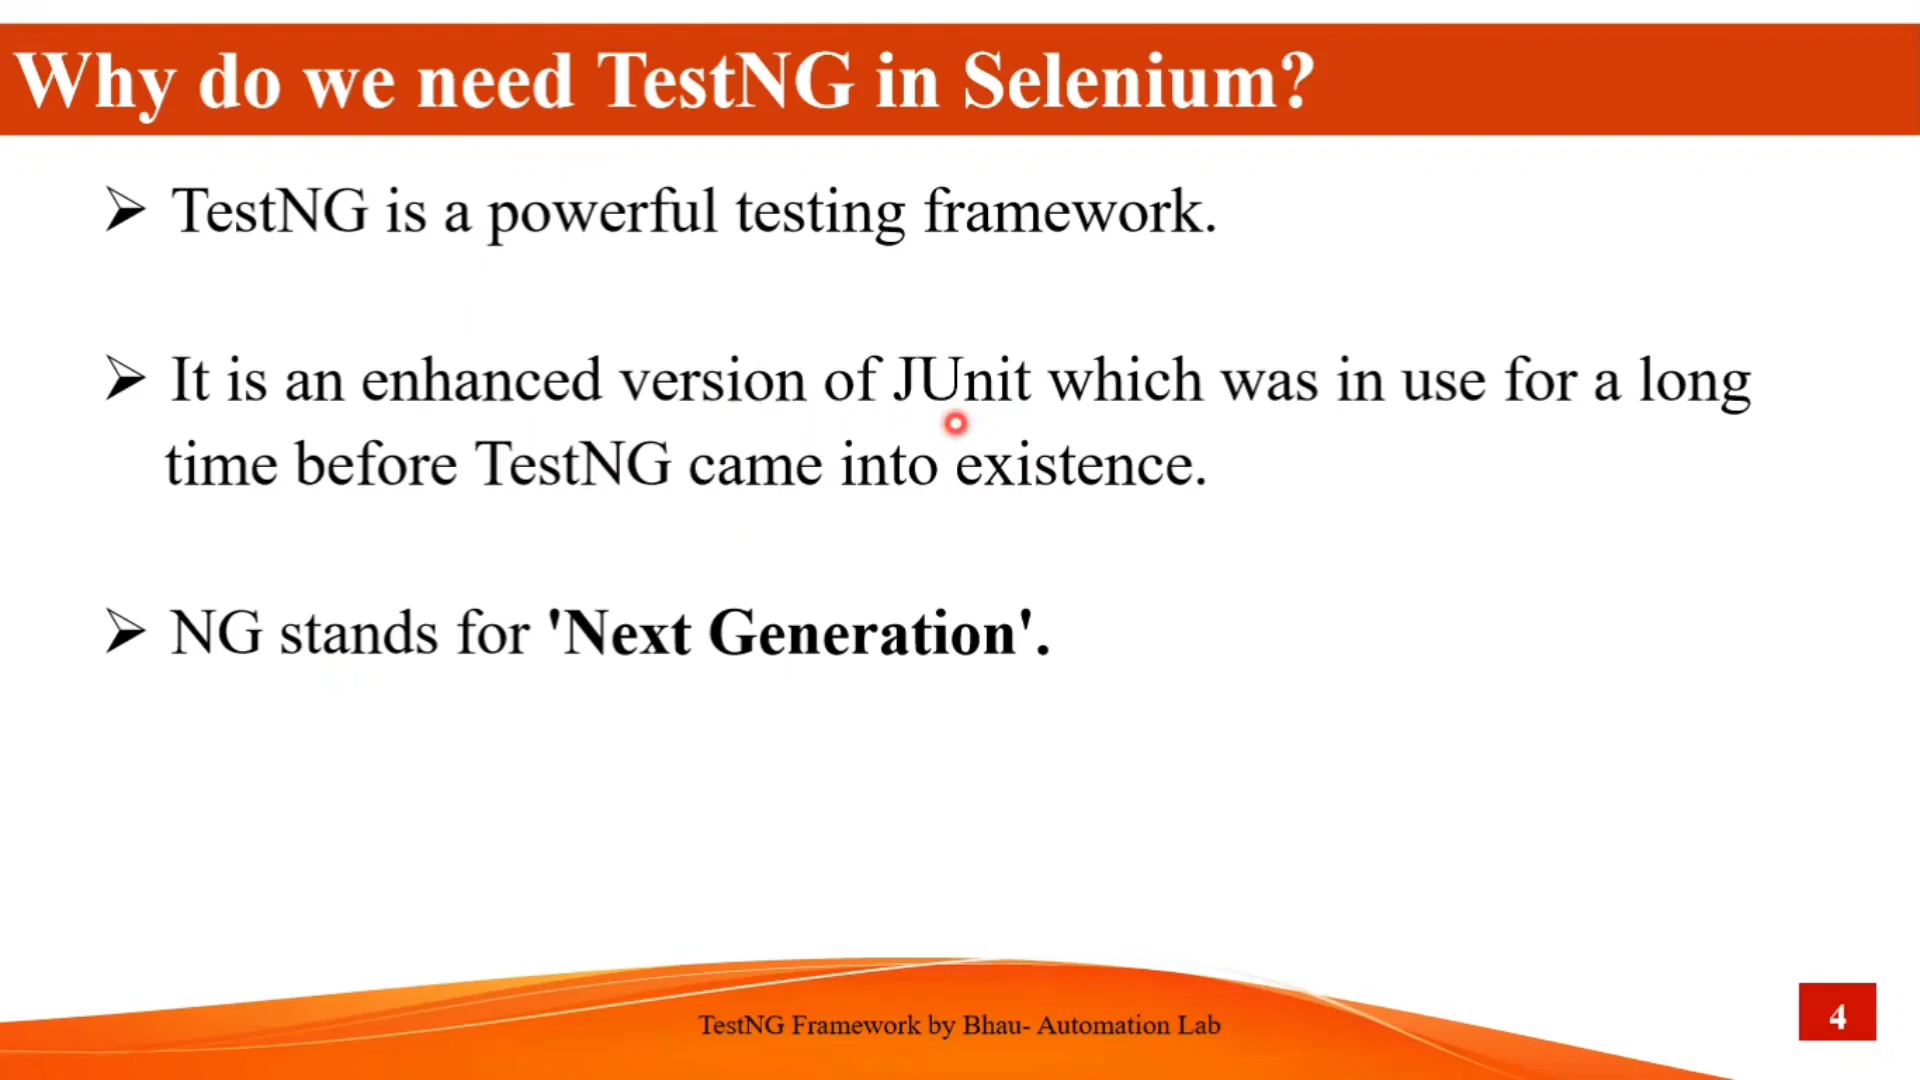 Why do we need TestNG in Selenium?
➢ TestNG is a powerful testing framework.
➢ It is an enhanced version of JUnit which was in use for a long
time before TestNG came into existence.
➢ NG stands for 'Next Generation'.
TestNG Framework by Bhau- Automation Lab
4